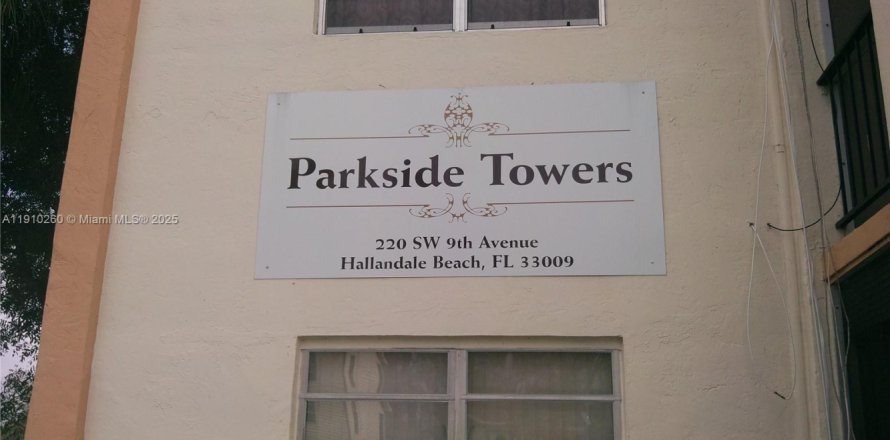 Parkside Towers
220 SW 9th Avenue
Hallandale Beach, FL 33009
A11910260 © Miami MLS® 2025